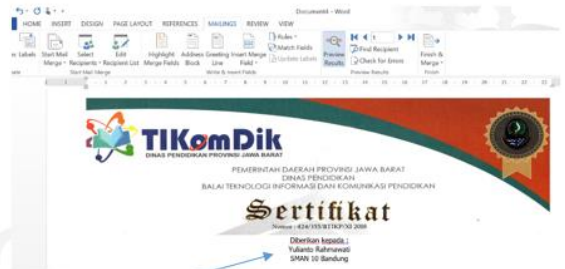 Document4 - Word
HOME INSERT DESIGN PAGE LAYOUT REFERENCES MAILINGS REVIEW VIEW
Labels Start Mail Merge Select Recipients Edit Recipient List Highlight Merge Fields Address Block Greeting Line Insert Merge Field Rules Match Fields Update Labels Preview Results 1 Find Recipient Check for Errors Finish & Merge
Start Mail Merge Write & Insert Fields Preview Results Finish
TIKomDik
DINAS PENDIDIKAN PROVINSI JAWA BARAT
PEMERINTAH DAERAH PROVINSI JAWA BARAT
DINAS PENDIDIKAN
BALAI TEKNOLOGI INFORMASI DAN KOMUNIKASI PENDIDIKAN
Sertifikat
Diberikan kepada :
Yulianto Rahmawati
SMAN 10 Bandung